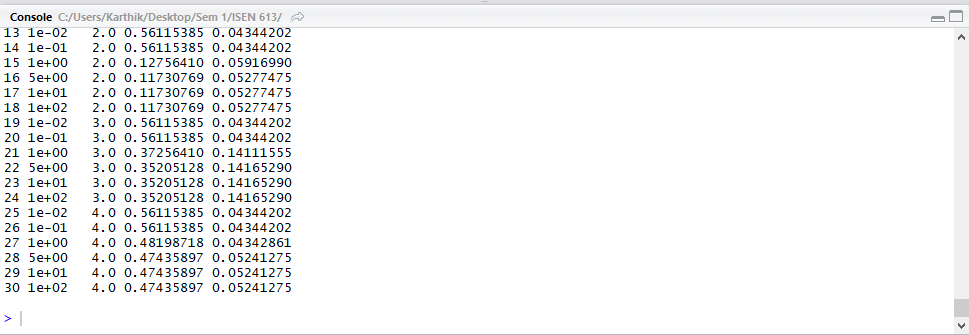 Console C:/Users/Karthik/Desktop/Sem 1/ISEN 613/
13 1e-02   2.0 0.56115385 0.04344202
14 1e-01   2.0 0.56115385 0.04344202
15 1e+00   2.0 0.12756410 0.05916990
16 5e+00   2.0 0.11730769 0.05277475
17 1e+01   2.0 0.11730769 0.05277475
18 1e+02   2.0 0.11730769 0.05277475
19 1e-02   3.0 0.56115385 0.04344202
20 1e-01   3.0 0.56115385 0.04344202
21 1e+00   3.0 0.37256410 0.14111555
22 5e+00   3.0 0.35205128 0.14165290
23 1e+01   3.0 0.35205128 0.14165290
24 1e+02   3.0 0.35205128 0.14165290
25 1e-02   4.0 0.56115385 0.04344202
26 1e-01   4.0 0.56115385 0.04344202
27 1e+00   4.0 0.48198718 0.04342861
28 5e+00   4.0 0.47435897 0.05241275
29 1e+01   4.0 0.47435897 0.05241275
30 1e+02   4.0 0.47435897 0.05241275
>